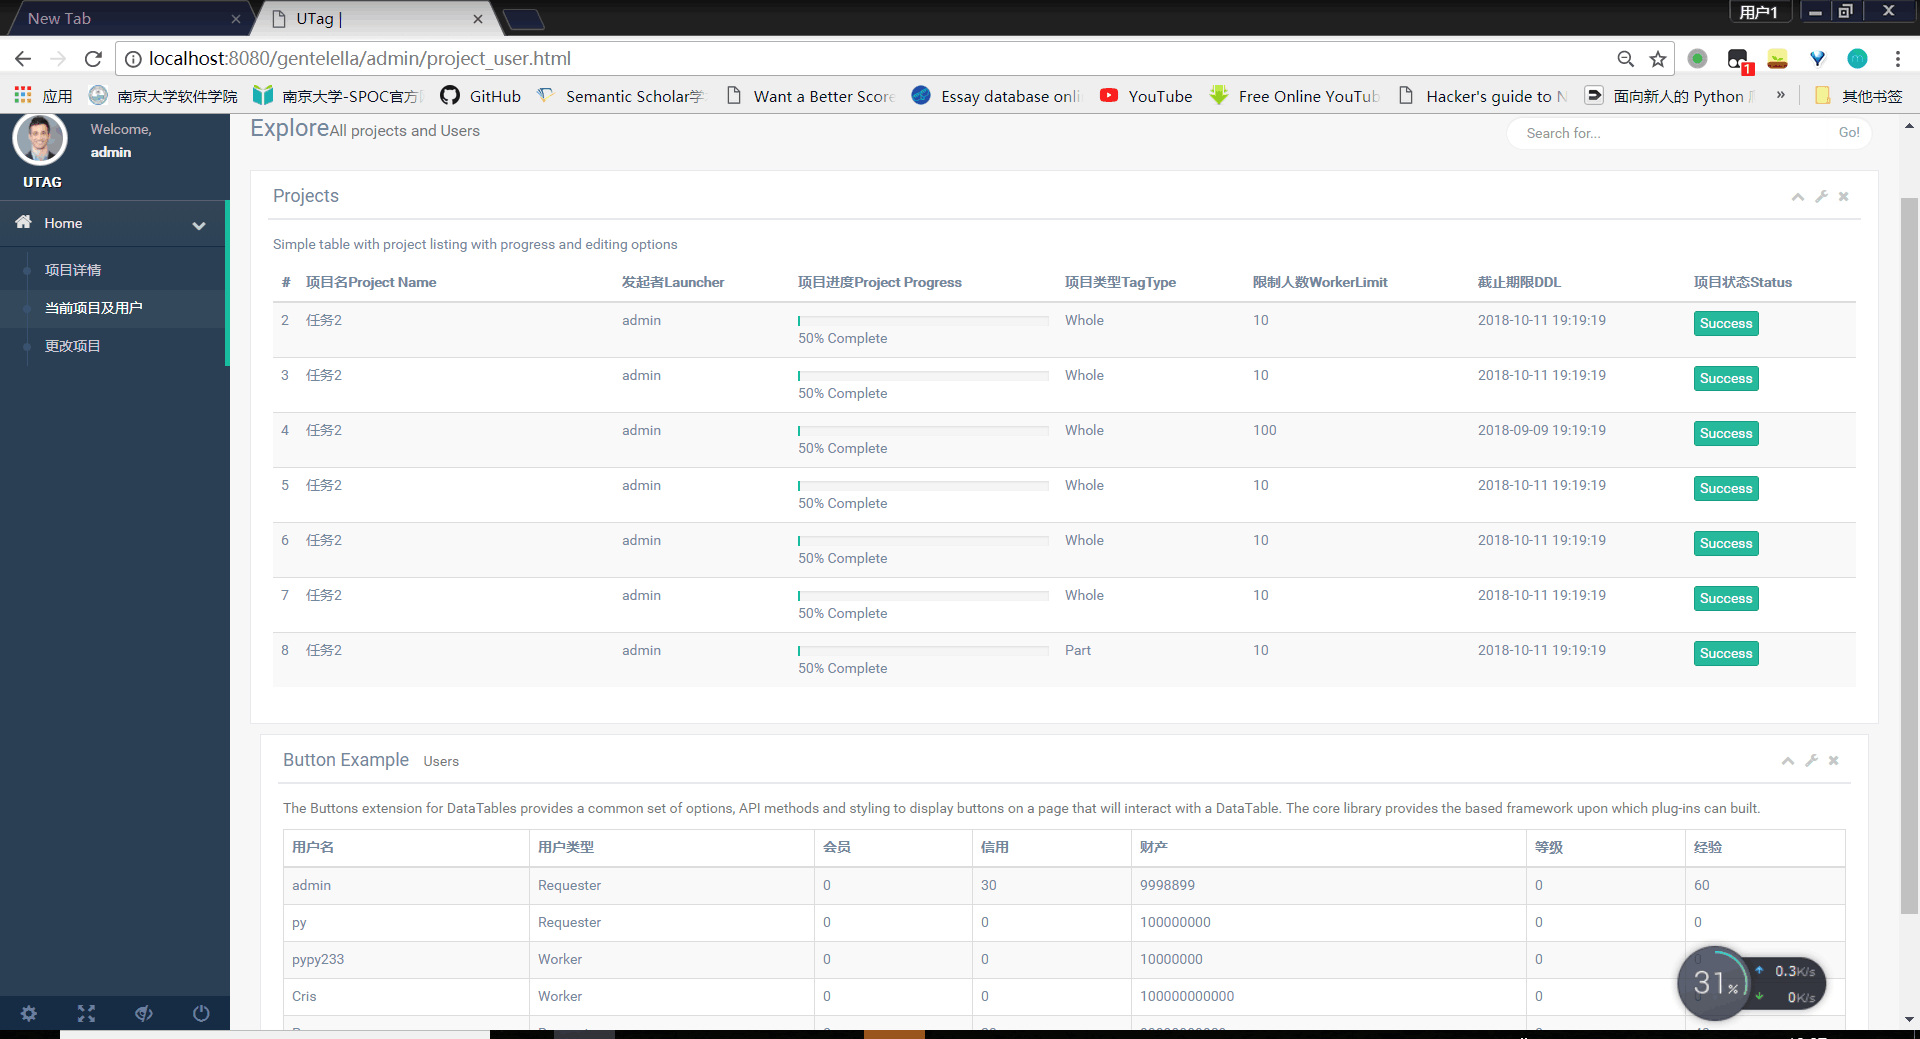 New Tab
UTag |
用户1
localhost:8080/gentelella/admin/project_user.html
1
应用
南京大学软件学院
南京大学-SPOC官方
GitHub
Semantic Scholar学
Want a Better Score
Essay database onli
YouTube
Free Online YouTub
Hacker's guide to N
面向新人的 Python
»
其他书签
Welcome,
admin
UTAG
Home
项目详情
当前项目及用户
更改项目
Explore All projects and Users
Search for...
Go!
Projects
Simple table with project listing with progress and editing options
# 项目名Project Name 发起者Launcher 项目进度Project Progress 项目类型TagType 限制人数WorkerLimit 截止期限DDL 项目状态Status
2 任务2 admin 50% Complete Whole 10 2018-10-11 19:19:19 Success
3 任务2 admin 50% Complete Whole 10 2018-10-11 19:19:19 Success
4 任务2 admin 50% Complete Whole 100 2018-09-09 19:19:19 Success
5 任务2 admin 50% Complete Whole 10 2018-10-11 19:19:19 Success
6 任务2 admin 50% Complete Whole 10 2018-10-11 19:19:19 Success
7 任务2 admin 50% Complete Whole 10 2018-10-11 19:19:19 Success
8 任务2 admin 50% Complete Part 10 2018-10-11 19:19:19 Success
Button Example Users
The Buttons extension for DataTables provides a common set of options, API methods and styling to display buttons on a page that will interact with a DataTable. The core library provides the based framework upon which plug-ins can built.
用户名 用户类型 会员 信用 财产 等级 经验
admin Requester 0 30 9998899 0 60
py Requester 0 0 100000000 0 0
pypy233 Worker 0 0 10000000 0 0
Cris Worker 0 0 100000000000 0
31%
0.3K/s
0K/s